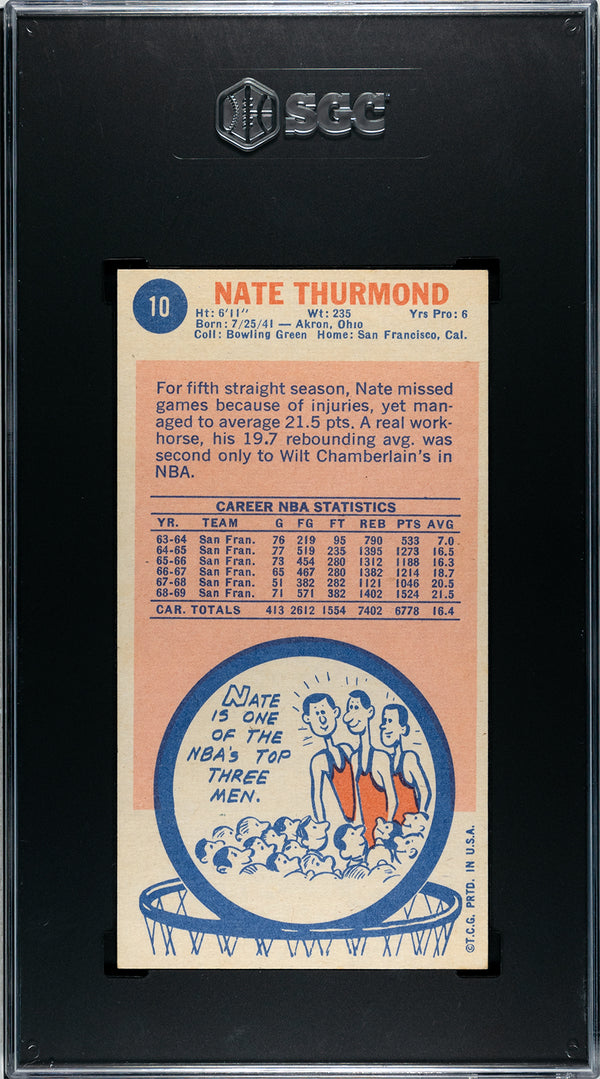 SGC
10
NATE THURMOND
Ht: 6'11" Wt: 235 Yrs Pro: 6
Born: 7/25/41 — Akron, Ohio
Coll: Bowling Green Home: San Francisco, Cal.
For fifth straight season, Nate missed
games because of injuries, yet man-
aged to average 21.5 pts. A real work-
horse, his 19.7 rebounding avg. was
second only to Wilt Chamberlain's in
NBA.
CAREER NBA STATISTICS
YR. TEAM G FG FT REB PTS AVG
63-64 San Fran. 76 219 95 790 533 7.0
64-65 San Fran. 77 519 235 1395 1273 16.5
65-66 San Fran. 73 454 280 1312 1188 16.3
66-67 San Fran. 65 467 280 1382 1214 18.7
67-68 San Fran. 51 382 282 1121 1046 20.5
68-69 San Fran. 71 571 382 1402 1524 21.5
CAR. TOTALS 413 2612 1554 7402 6778 16.4
NATE
IS ONE
OF THE
NBA'S TOP
THREE
MEN.
©T.C.G. PRTD. IN U.S.A.